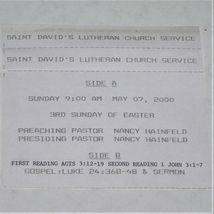 SAINT DAVID'S LUTHERAN CHURCH SERVICE
SAINT DAVID'S LUTHERAN CHURCH SERVICE
SIDE A
SUNDAY 9:00 AM MAY 07, 2000
3RD SUNDAY OF EASTER
PREACHING PASTOR NANCY HAINFELD
PRESIDING PASTOR NANCY HAINFELD
SIDE B
FIRST READING ACTS 3:12-19 SECOND READING 1 JOHN 3:1-7
GOSPEL:LUKE 24:36B-48 & SERMON